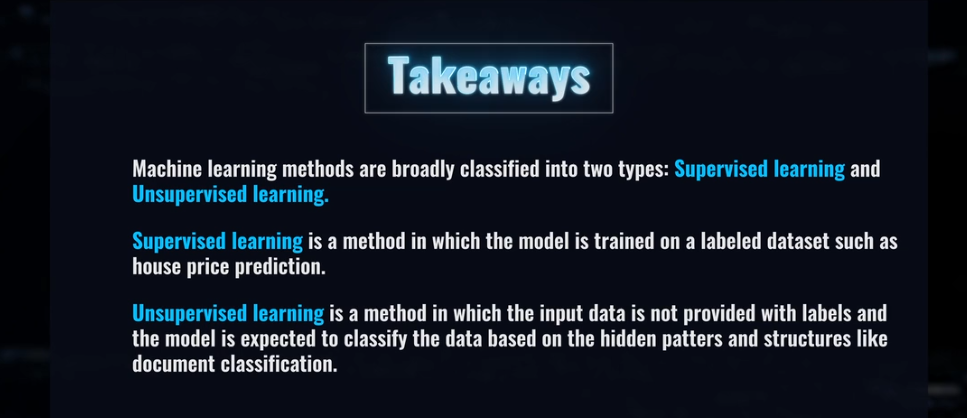 Takeaways
Machine learning methods are broadly classified into two types: Supervised learning and
Unsupervised learning.
Supervised learning is a method in which the model is trained on a labeled dataset such as
house price prediction.
Unsupervised learning is a method in which the input data is not provided with labels and
the model is expected to classify the data based on the hidden patters and structures like
document classification.